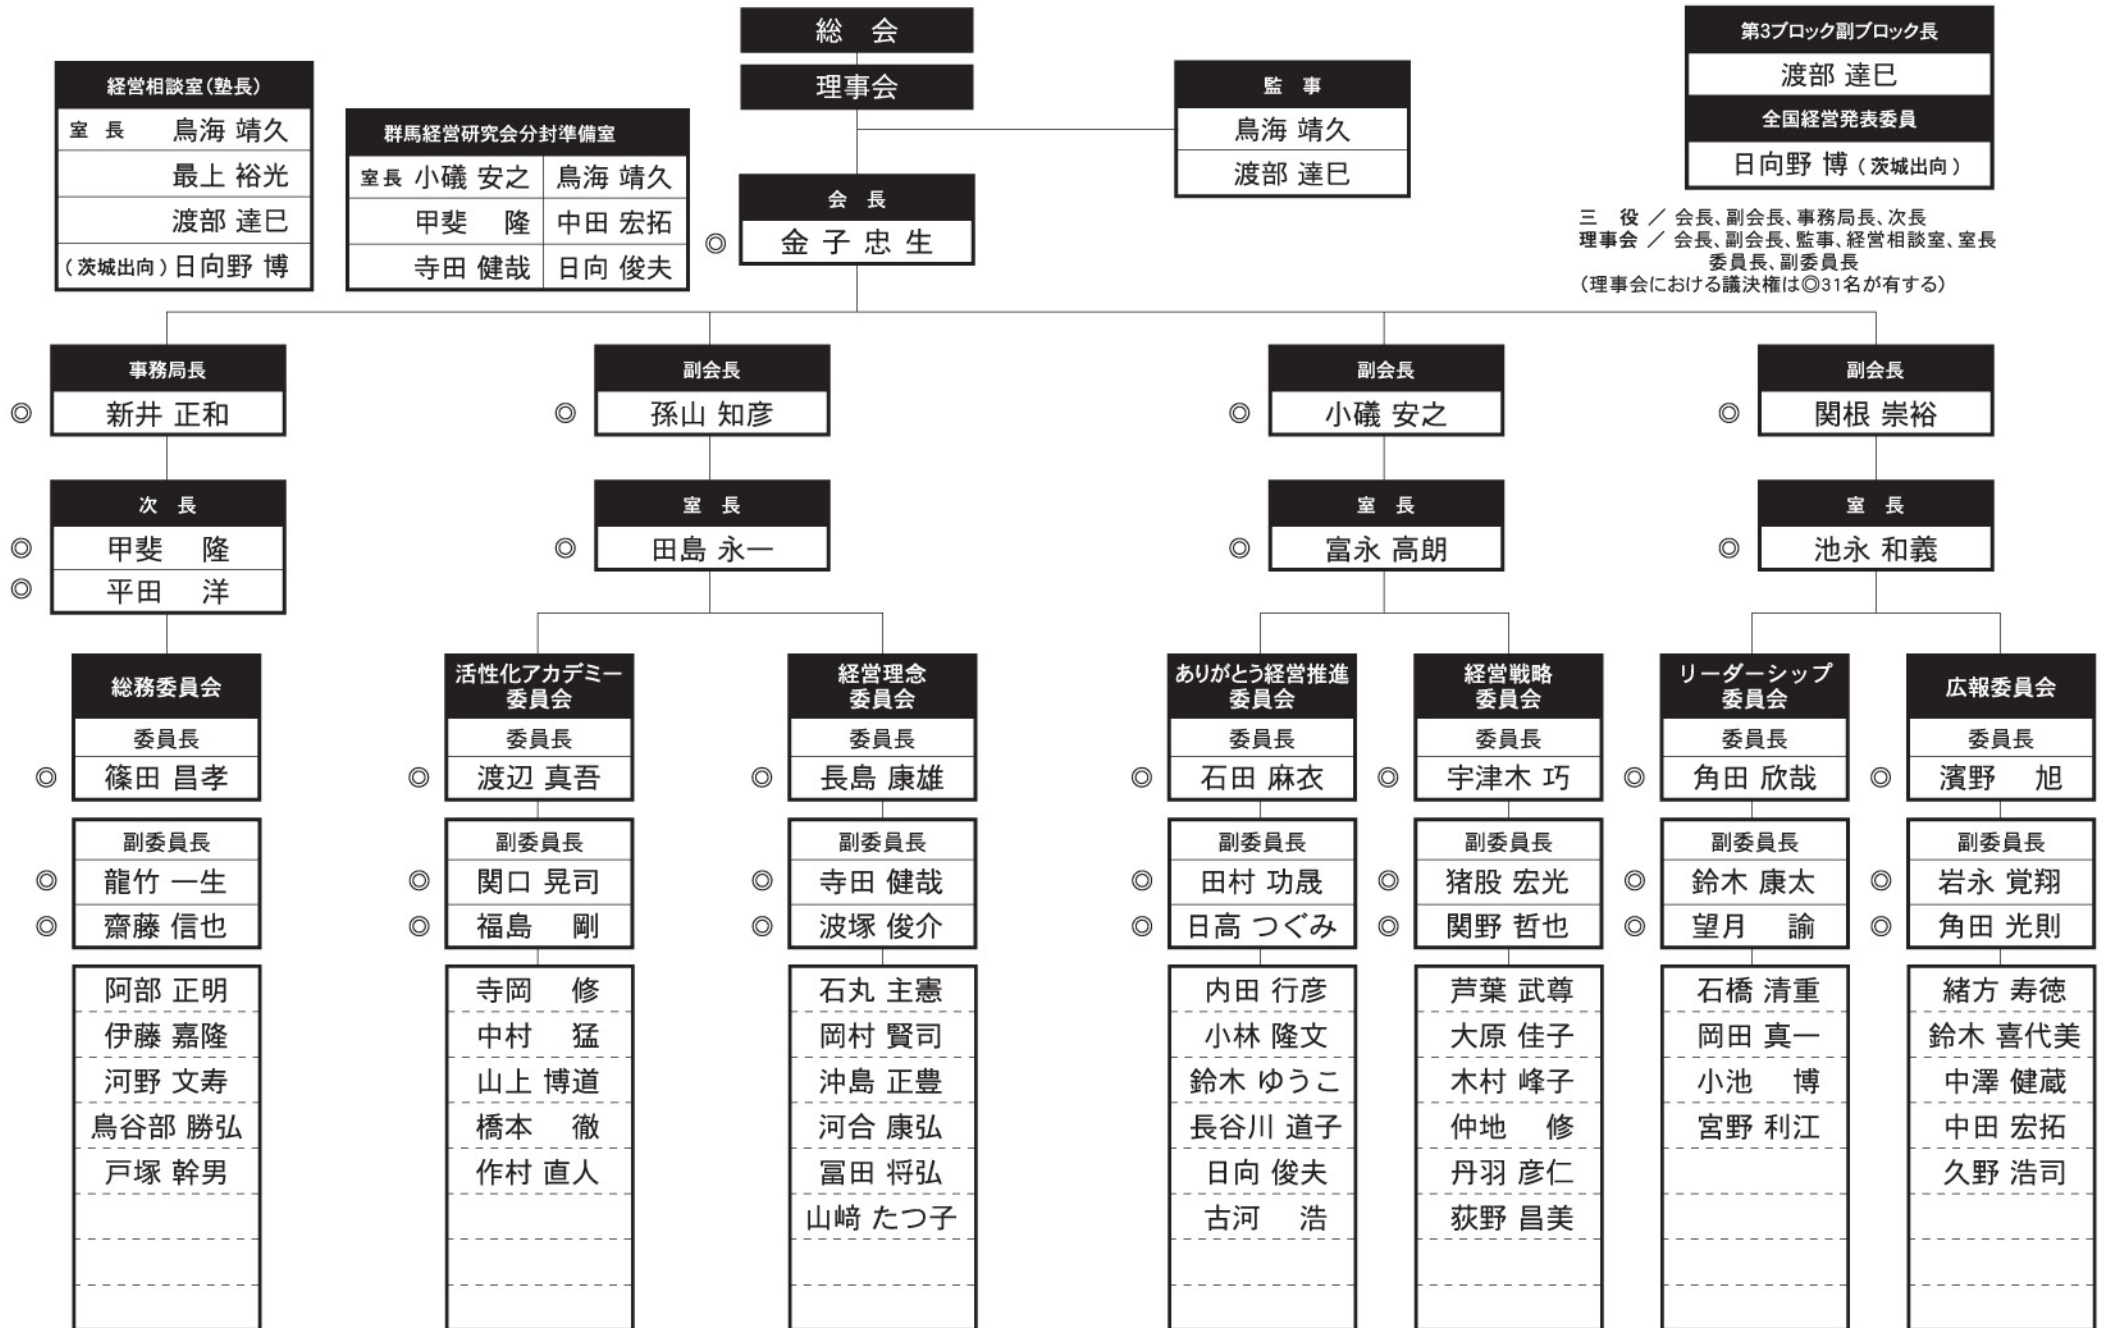 総　会
理事会
第3ブロック副ブロック長
渡部 達巳
全国経営発表委員
日向野 博（茨城出向）
経営相談室（塾長）
室 長　鳥海 靖久
最上 裕光
渡部 達巳
（茨城出向）日向野 博
群馬経営研究会分封準備室
室長 小礒 安之　鳥海 靖久
甲斐　隆　中田 宏拓
寺田 健哉　日向 俊夫
監　事
鳥海 靖久
渡部 達巳
会　長
◎ 金 子 忠 生
三　役 ／ 会長、副会長、事務局長、次長
理事会 ／ 会長、副会長、監事、経営相談室、室長
委員長、副委員長
（理事会における議決権は◎31名が有する）
事務局長
◎ 新井 正和
次　長
◎ 甲斐　隆
◎ 平田　洋
総務委員会
委員長
◎ 篠田 昌孝
副委員長
◎ 龍竹 一生
◎ 齋藤 信也
阿部 正明
伊藤 嘉隆
河野 文寿
鳥谷部 勝弘
戸塚 幹男
副会長
◎ 孫山 知彦
室　長
◎ 田島 永一
活性化アカデミー
委員会
委員長
◎ 渡辺 真吾
副委員長
◎ 関口 晃司
◎ 福島　剛
寺岡　修
中村　猛
山上 博道
橋本　徹
作村 直人
経営理念
委員会
委員長
◎ 長島 康雄
副委員長
◎ 寺田 健哉
◎ 波塚 俊介
石丸 主憲
岡村 賢司
沖島 正豊
河合 康弘
冨田 将弘
山﨑 たつ子
副会長
◎ 小礒 安之
室　長
◎ 富永 高朗
ありがとう経営推進
委員会
委員長
◎ 石田 麻衣
副委員長
◎ 田村 功晟
◎ 日高 つぐみ
内田 行彦
小林 隆文
鈴木 ゆうこ
長谷川 道子
日向 俊夫
古河　浩
経営戦略
委員会
委員長
◎ 宇津木 巧
副委員長
◎ 猪股 宏光
◎ 関野 哲也
芦葉 武尊
大原 佳子
木村 峰子
仲地　修
丹羽 彦仁
荻野 昌美
副会長
◎ 関根 崇裕
室　長
◎ 池永 和義
リーダーシップ
委員会
委員長
◎ 角田 欣哉
副委員長
◎ 鈴木 康太
◎ 望月　諭
石橋 清重
岡田 真一
小池　博
宮野 利江
広報委員会
委員長
◎ 濱野　旭
副委員長
◎ 岩永 覚翔
◎ 角田 光則
緒方 寿徳
鈴木 喜代美
中澤 健蔵
中田 宏拓
久野 浩司